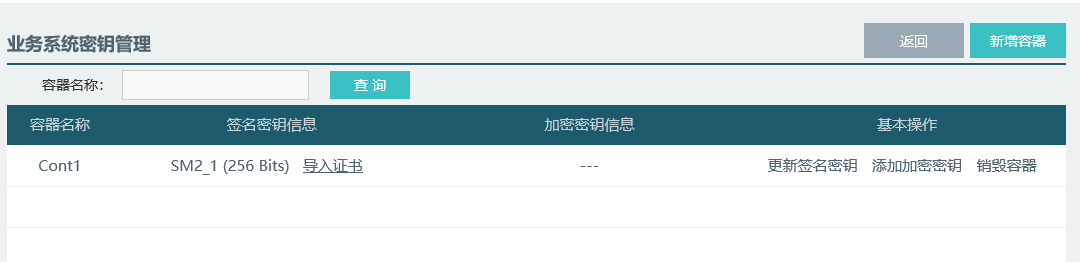 业务系统密钥管理 返回 新增容器
容器名称： 查 询
容器名称 签名密钥信息 加密密钥信息 基本操作
Cont1 SM2_1 (256 Bits) 导入证书 --- 更新签名密钥 添加加密密钥 销毁容器